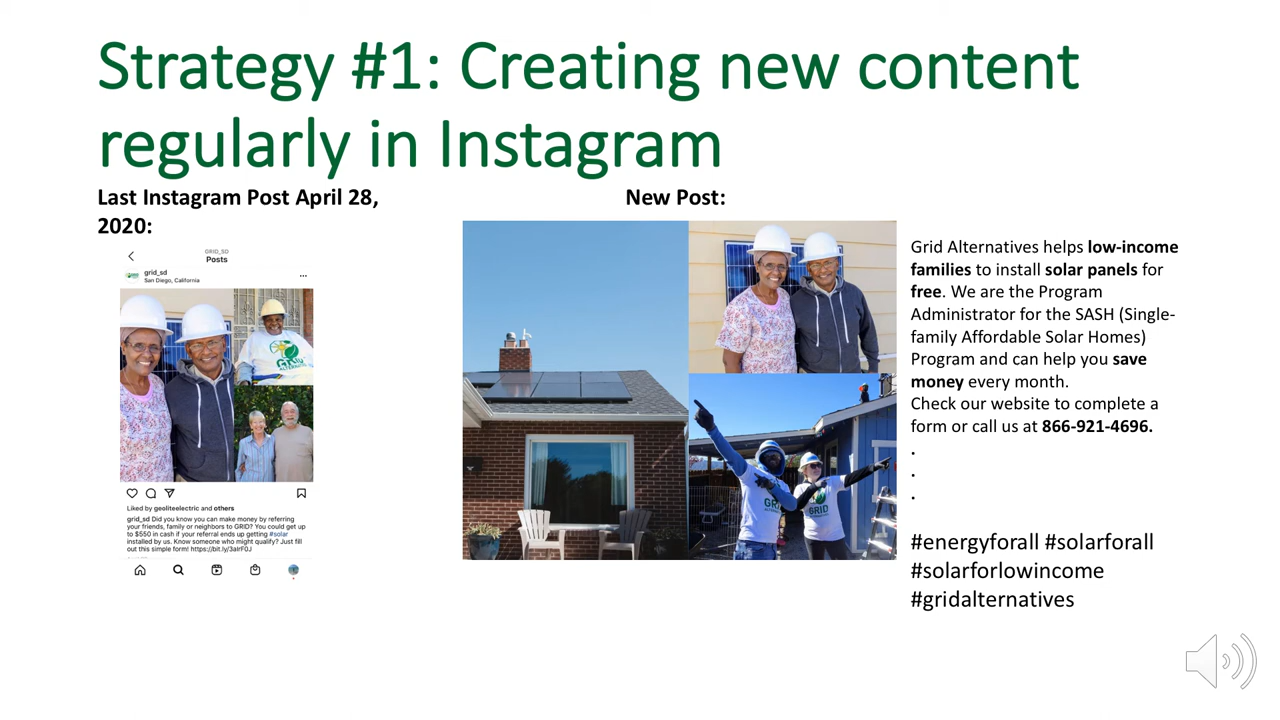 Strategy #1: Creating new content
regularly in Instagram
Last Instagram Post April 28,
2020:
GRID_SD
Posts
grid_sd
San Diego, California
Liked by geoliteelectric and others
grid_sd Did you know you can make money by referring
your friends, family or neighbors to GRID? You could get up
to $550 in cash if your referral ends up getting #solar
installed by us. Know someone who might qualify? Just fill
out this simple form!
New Post:
GRID
Grid Alternatives helps low-income
families to install solar panels for
free. We are the Program
Administrator for the SASH (Single-
family Affordable Solar Homes)
Program and can help you save
money every month.
Check our website to complete a
form or call us at 866-921-4696.
.
.
.
#energyforall #solarforall
#solarforlowincome
#gridalternatives